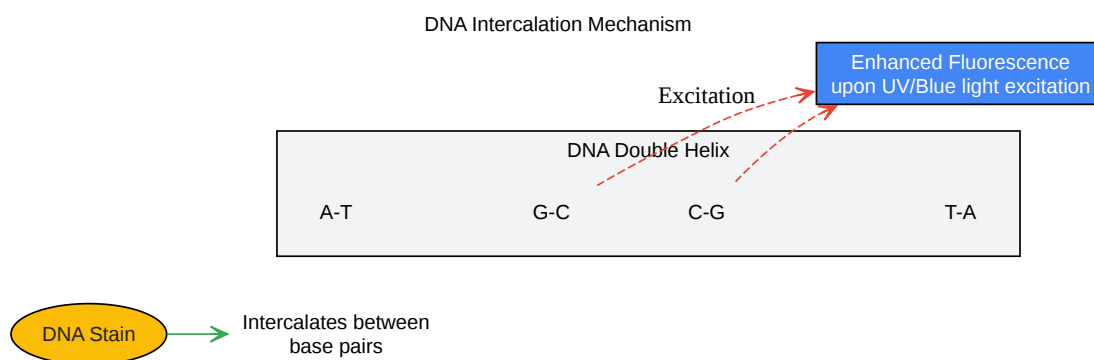 DNA Intercalation Mechanism
Enhanced Fluorescence
upon UV/Blue light excitation
Excitation
DNA Double Helix
A-T
G-C
C-G
T-A
DNA Stain
Intercalates between
base pairs